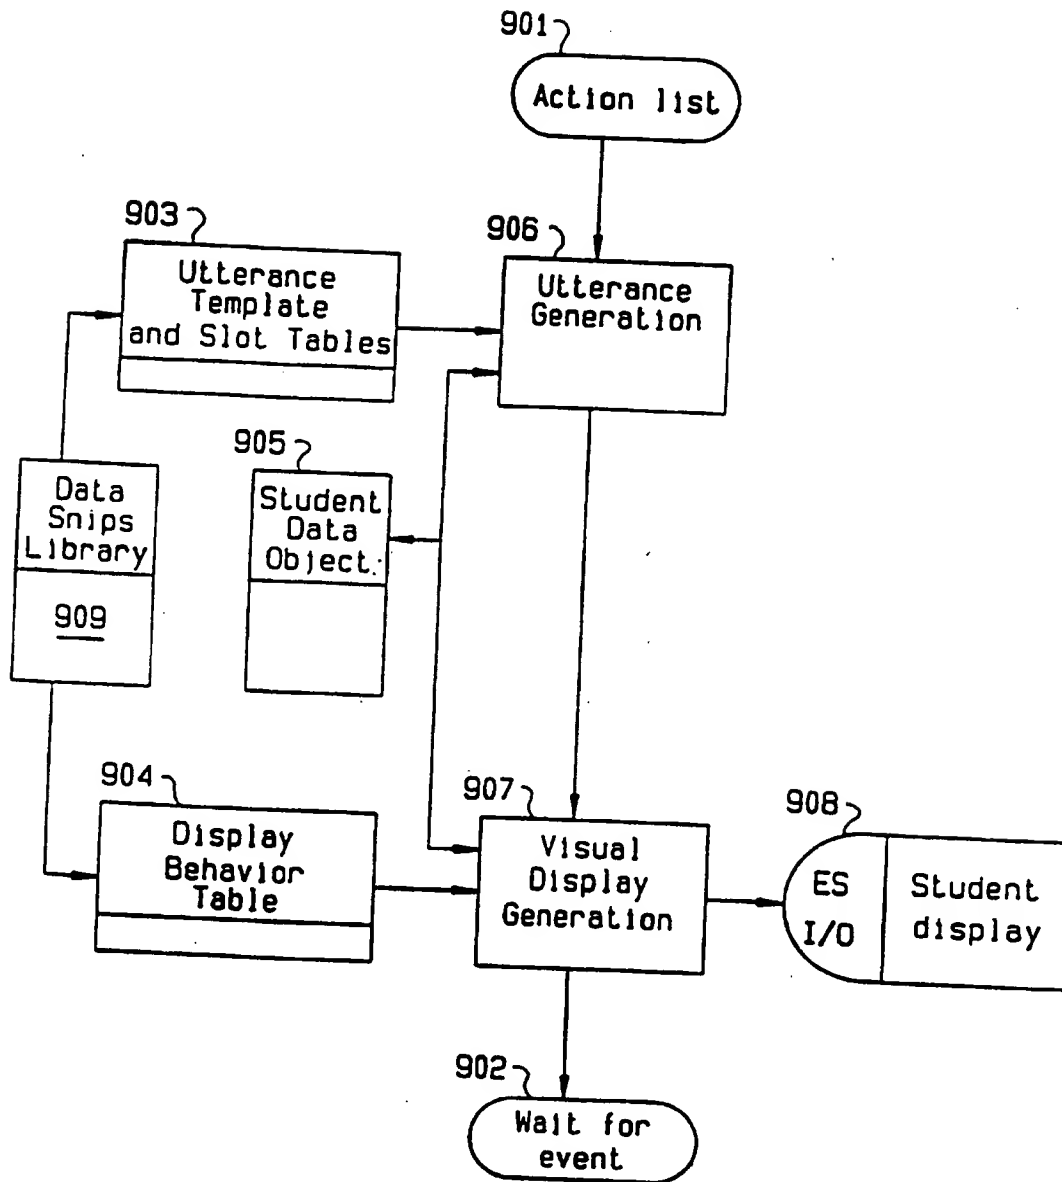 901
Action list
903
Utterance
Template
and Slot Tables
906
Utterance
Generation
905
Student
Data
Object
Data
Snips
Library
909
904
Display
Behavior
Table
907
Visual
Display
Generation
908
ES
I/O
Student
display
902
Wait for
event